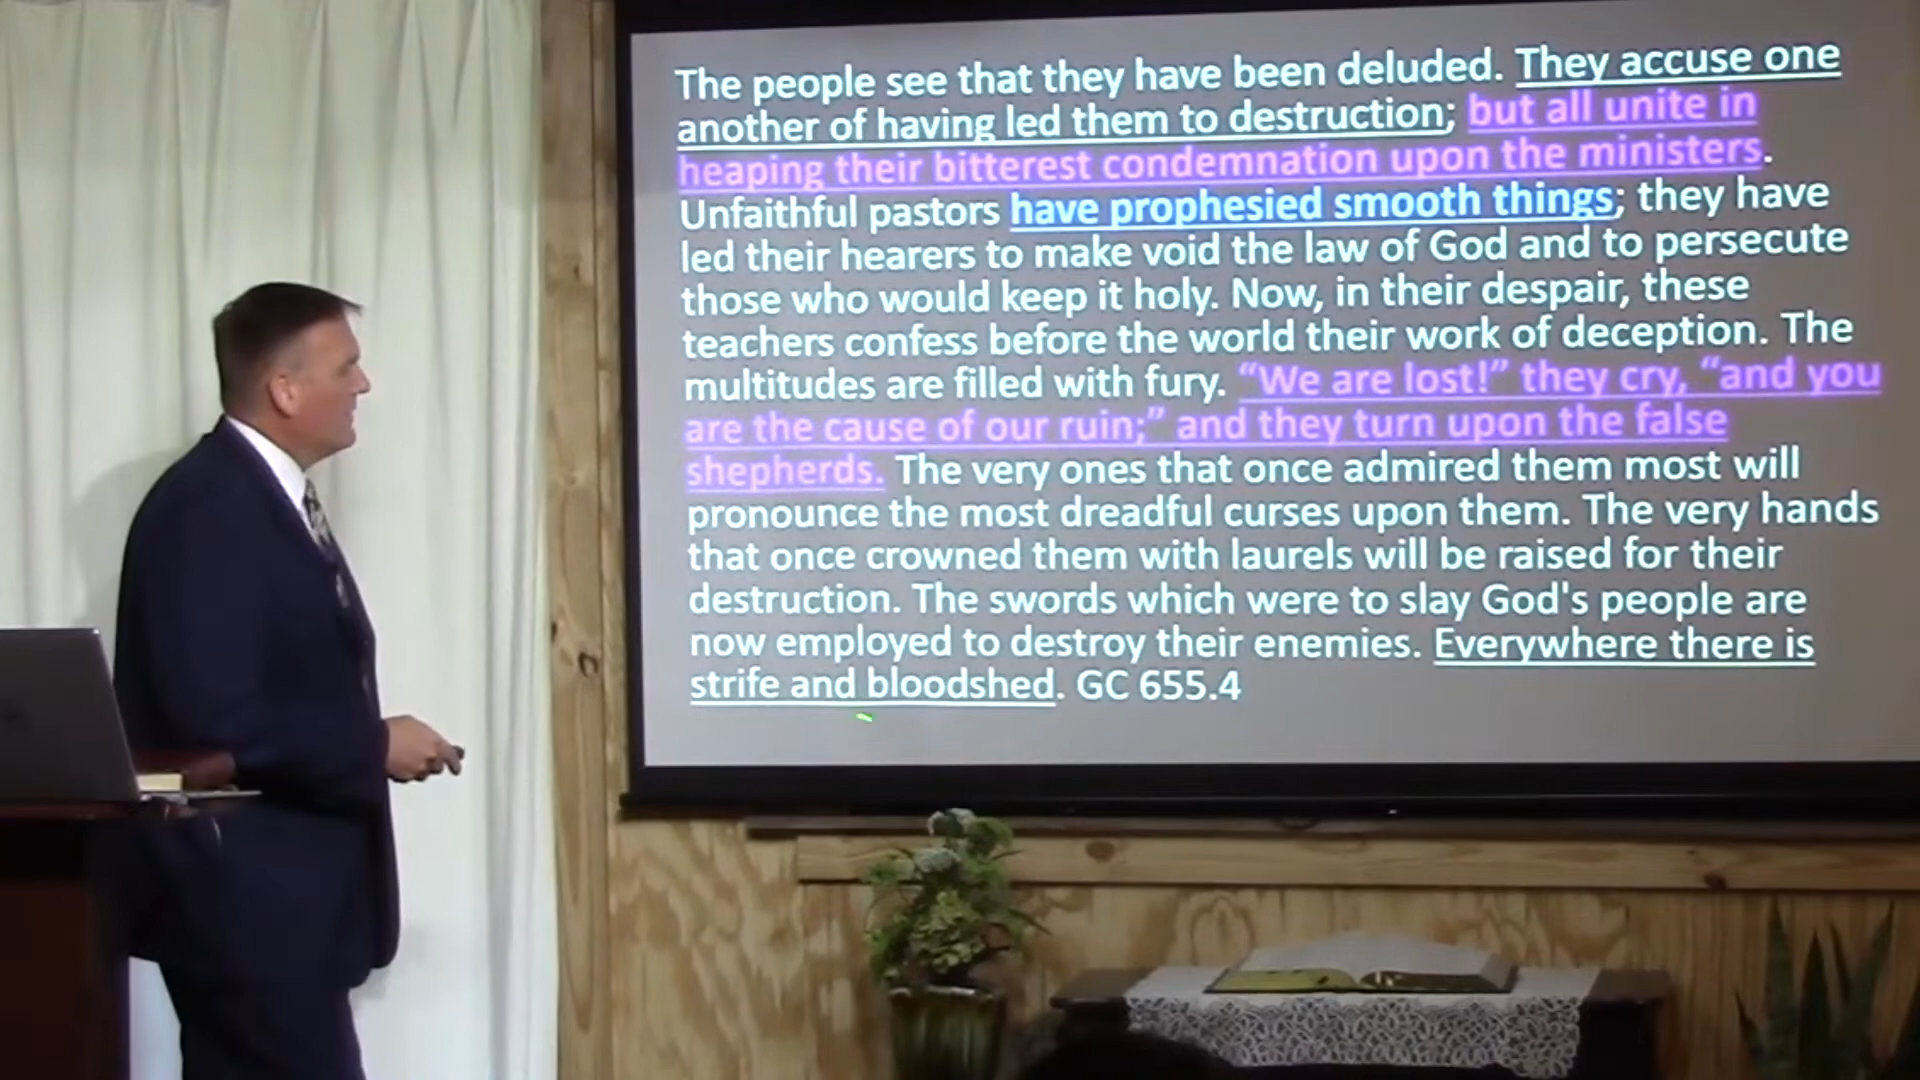 The people see that they have been deluded. They accuse one
another of having led them to destruction; but all unite in
heaping their bitterest condemnation upon the ministers.
Unfaithful pastors have prophesied smooth things; they have
led their hearers to make void the law of God and to persecute
those who would keep it holy. Now, in their despair, these
teachers confess before the world their work of deception. The
multitudes are filled with fury. “We are lost!” they cry, “and you
are the cause of our ruin;” and they turn upon the false
shepherds. The very ones that once admired them most will
pronounce the most dreadful curses upon them. The very hands
that once crowned them with laurels will be raised for their
destruction. The swords which were to slay God's people are
now employed to destroy their enemies. Everywhere there is
strife and bloodshed. GC 655.4